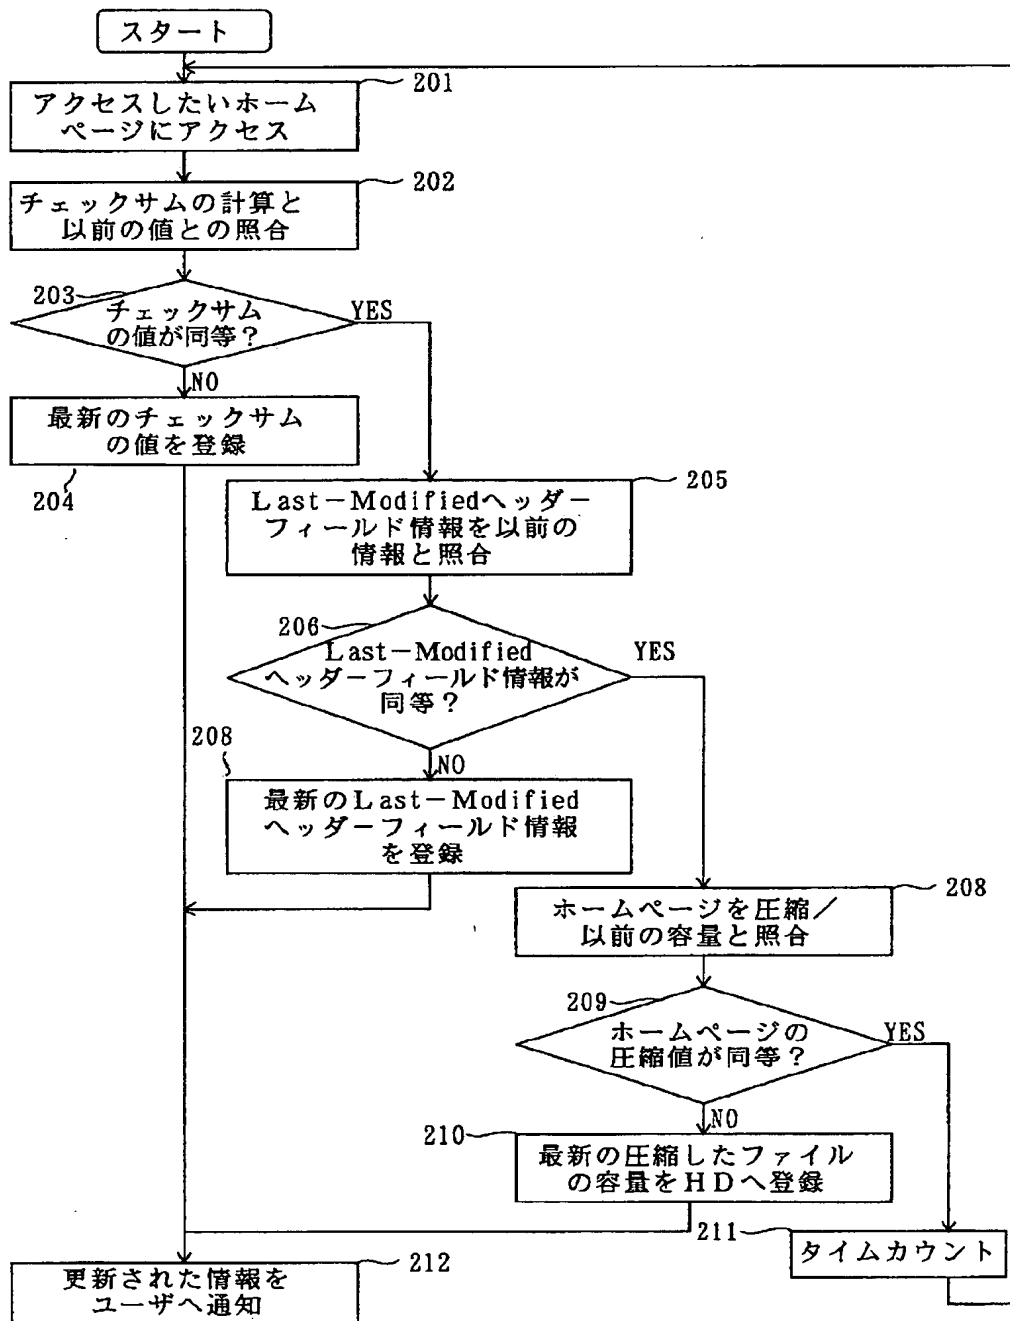 スタート
201
アクセスしたいホーム
ページにアクセス
202
チェックサムの計算と
以前の値との照合
203
チェックサム
の値が同等？
YES
NO
最新のチェックサム
の値を登録
204
205
Last－Modifiedヘッダ－
フィールド情報を以前の
情報と照合
206
Last－Modified
ヘッダ－フィールド情報が
同等？
YES
208
NO
最新のLast－Modified
ヘッダ－フィールド情報
を登録
208
ホームページを圧縮／
以前の容量と照合
209
ホームページの
圧縮値が同等？
YES
NO
210
最新の圧縮したファイル
の容量をHDへ登録
211
タイムカウント
212
更新された情報を
ユーザへ通知